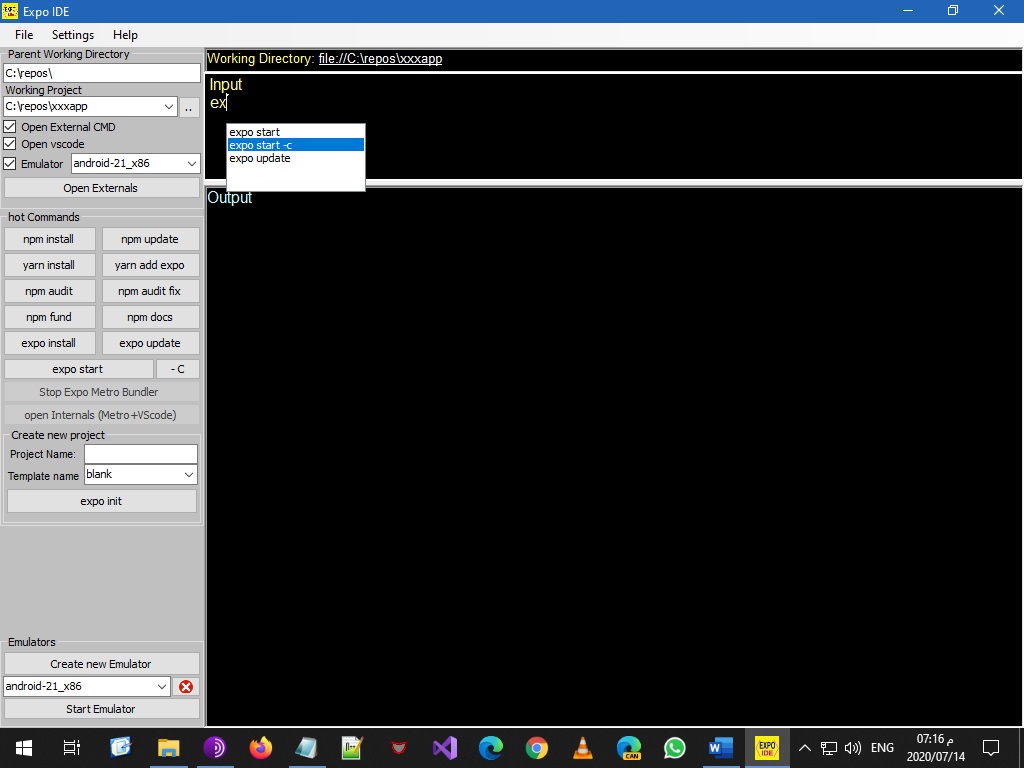 Expo IDE
File Settings Help
Parent Working Directory
C:\repos\
Working Project
C:\repos\xxxapp
..
Open External CMD
Open vscode
Emulator android-21_x86
Open Externals
hot Commands
npm install npm update
yarn install yarn add expo
npm audit npm audit fix
npm fund npm docs
expo install expo update
expo start - C
Stop Expo Metro Bundler
open Internals (Metro+VScode)
Create new project
Project Name:
Template name blank
expo init
Emulators
Create new Emulator
android-21_x86
Start Emulator
Working Directory: file://C:\repos\xxxapp
Input
ex
expo start
expo start -c
expo update
Output
CAN
EXPO
IDE
ENG
07:16 م
2020/07/14